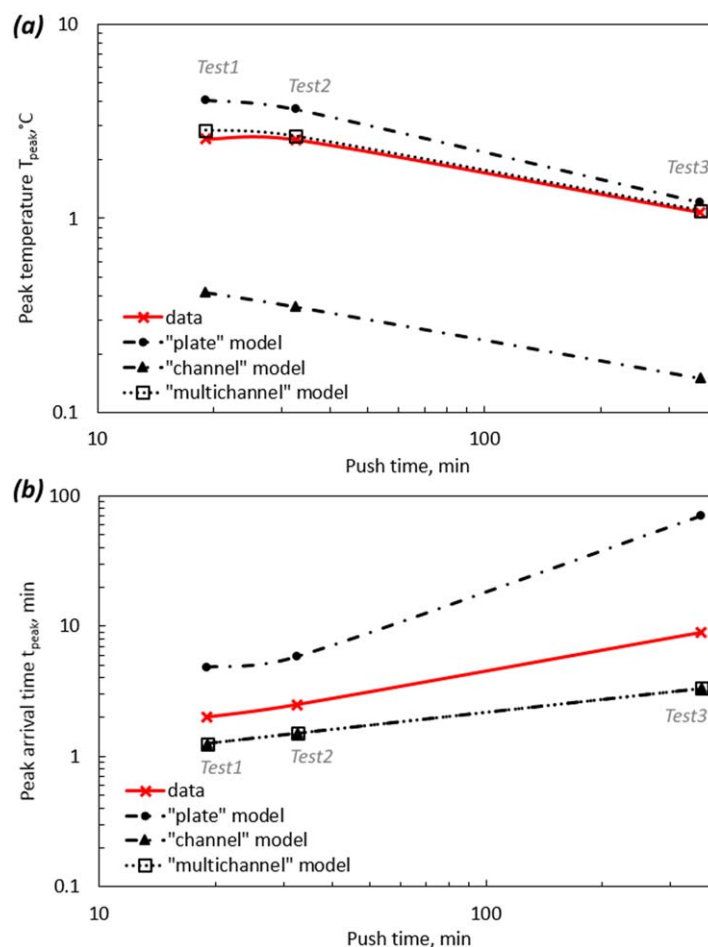 (a)
10
Test1
Test2
Test3
1
Peak temperature T_peak,°C
data
"plate" model
"channel" model
"multichannel" model
0.1
10
100
Push time, min
(b)
100
10
Peak arrival time t_peak, min
1
Test1
Test2
Test3
data
"plate" model
"channel" model
"multichannel" model
0.1
10
100
Push time, min